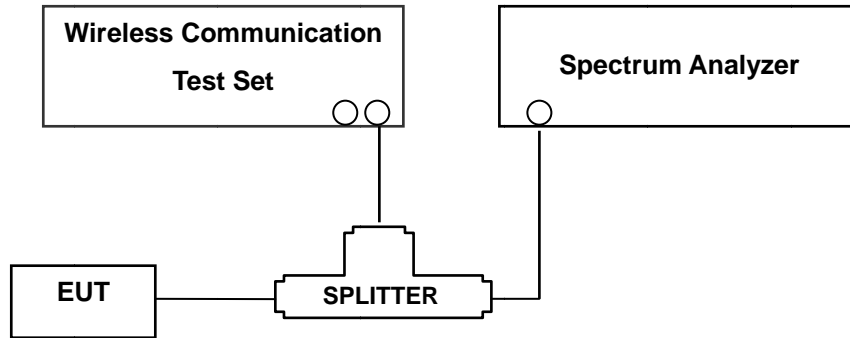 Wireless Communication
Test Set
Spectrum Analyzer
EUT
SPLITTER